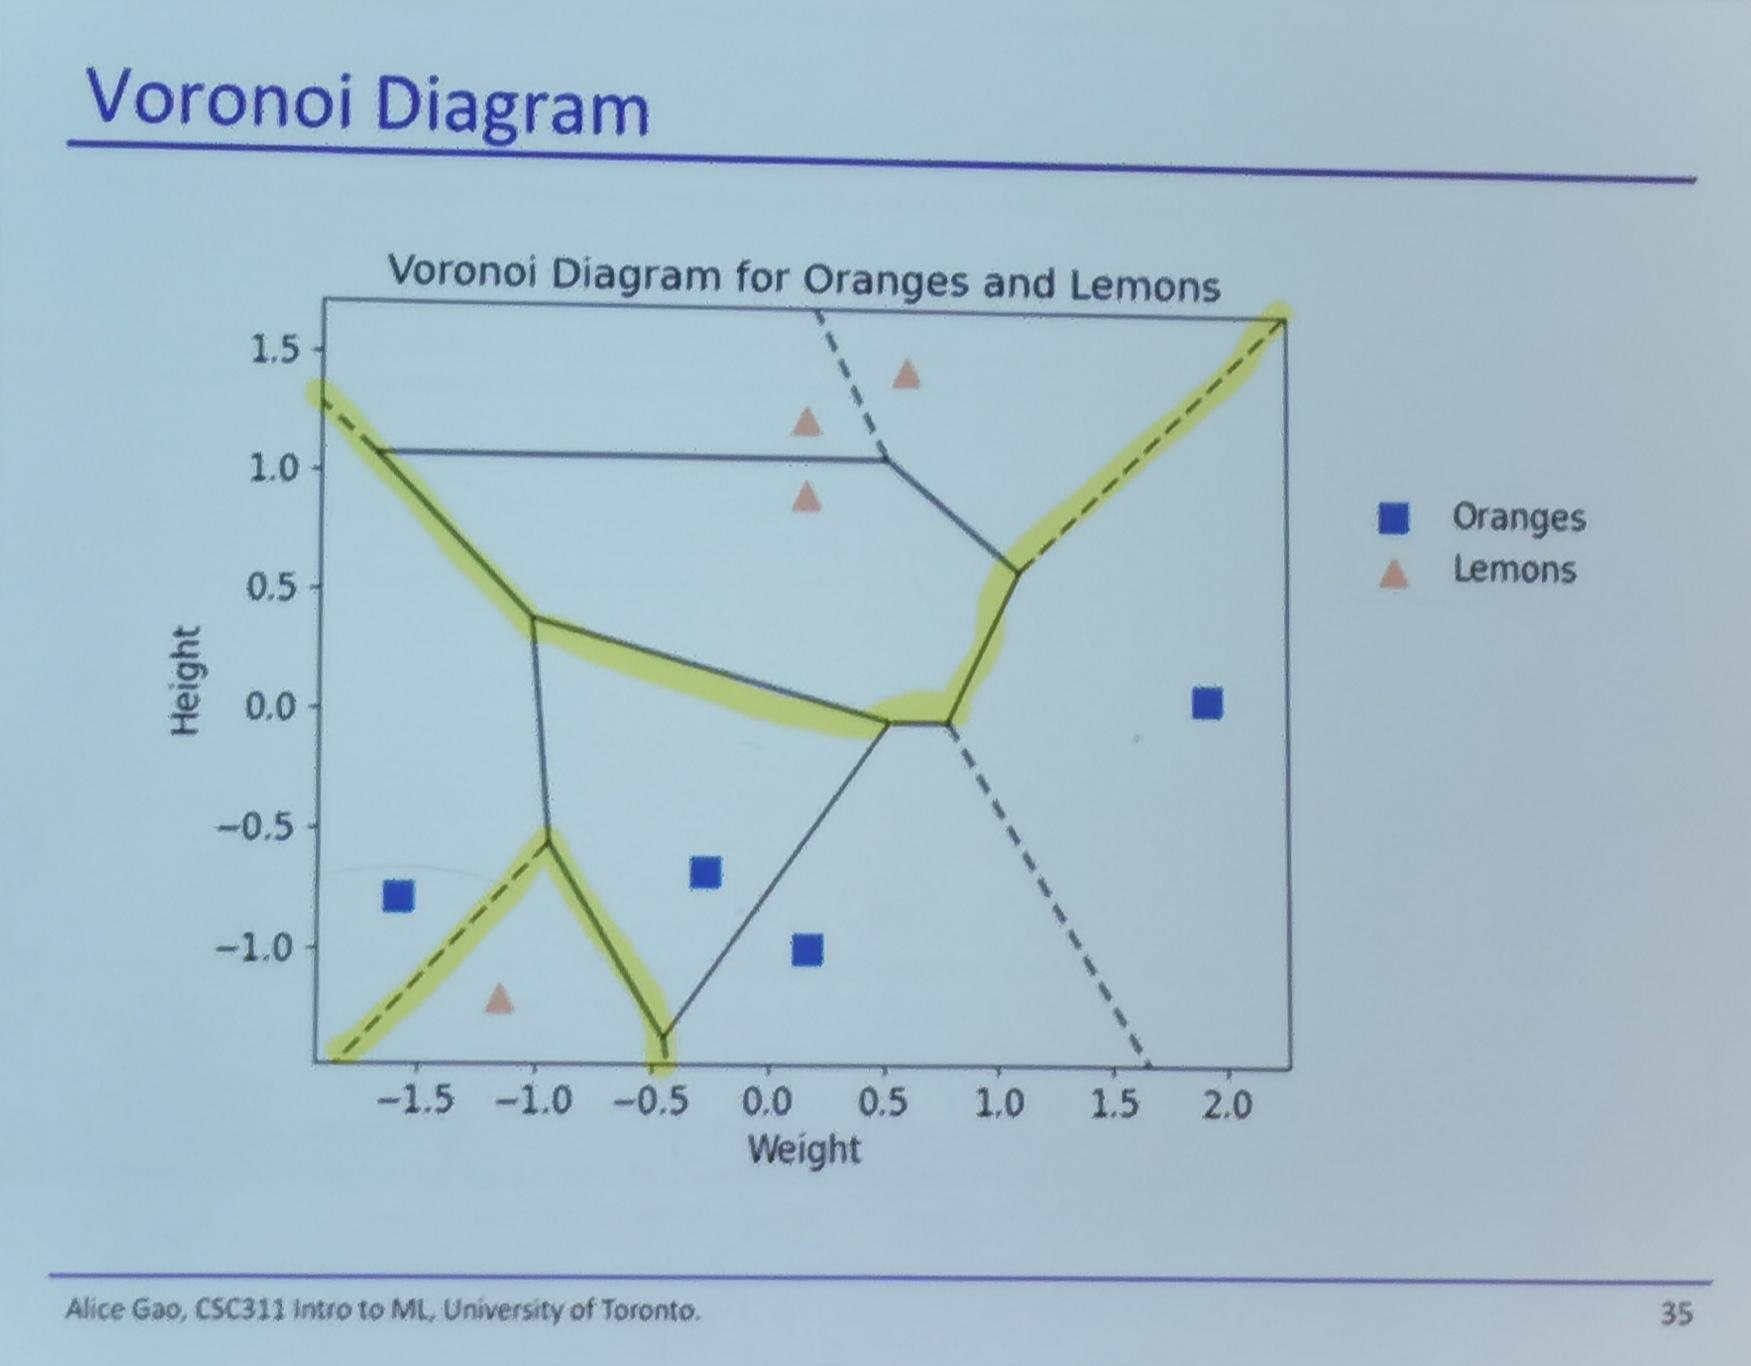 Voronoi Diagram
Voronoi Diagram for Oranges and Lemons
1.5
1.0
0.5
0.0
−0.5
−1.0
Height
−1.5 −1.0 −0.5 0.0 0.5 1.0 1.5 2.0
Weight
Oranges
Lemons
Alice Gao, CSC311 Intro to ML, University of Toronto.
35